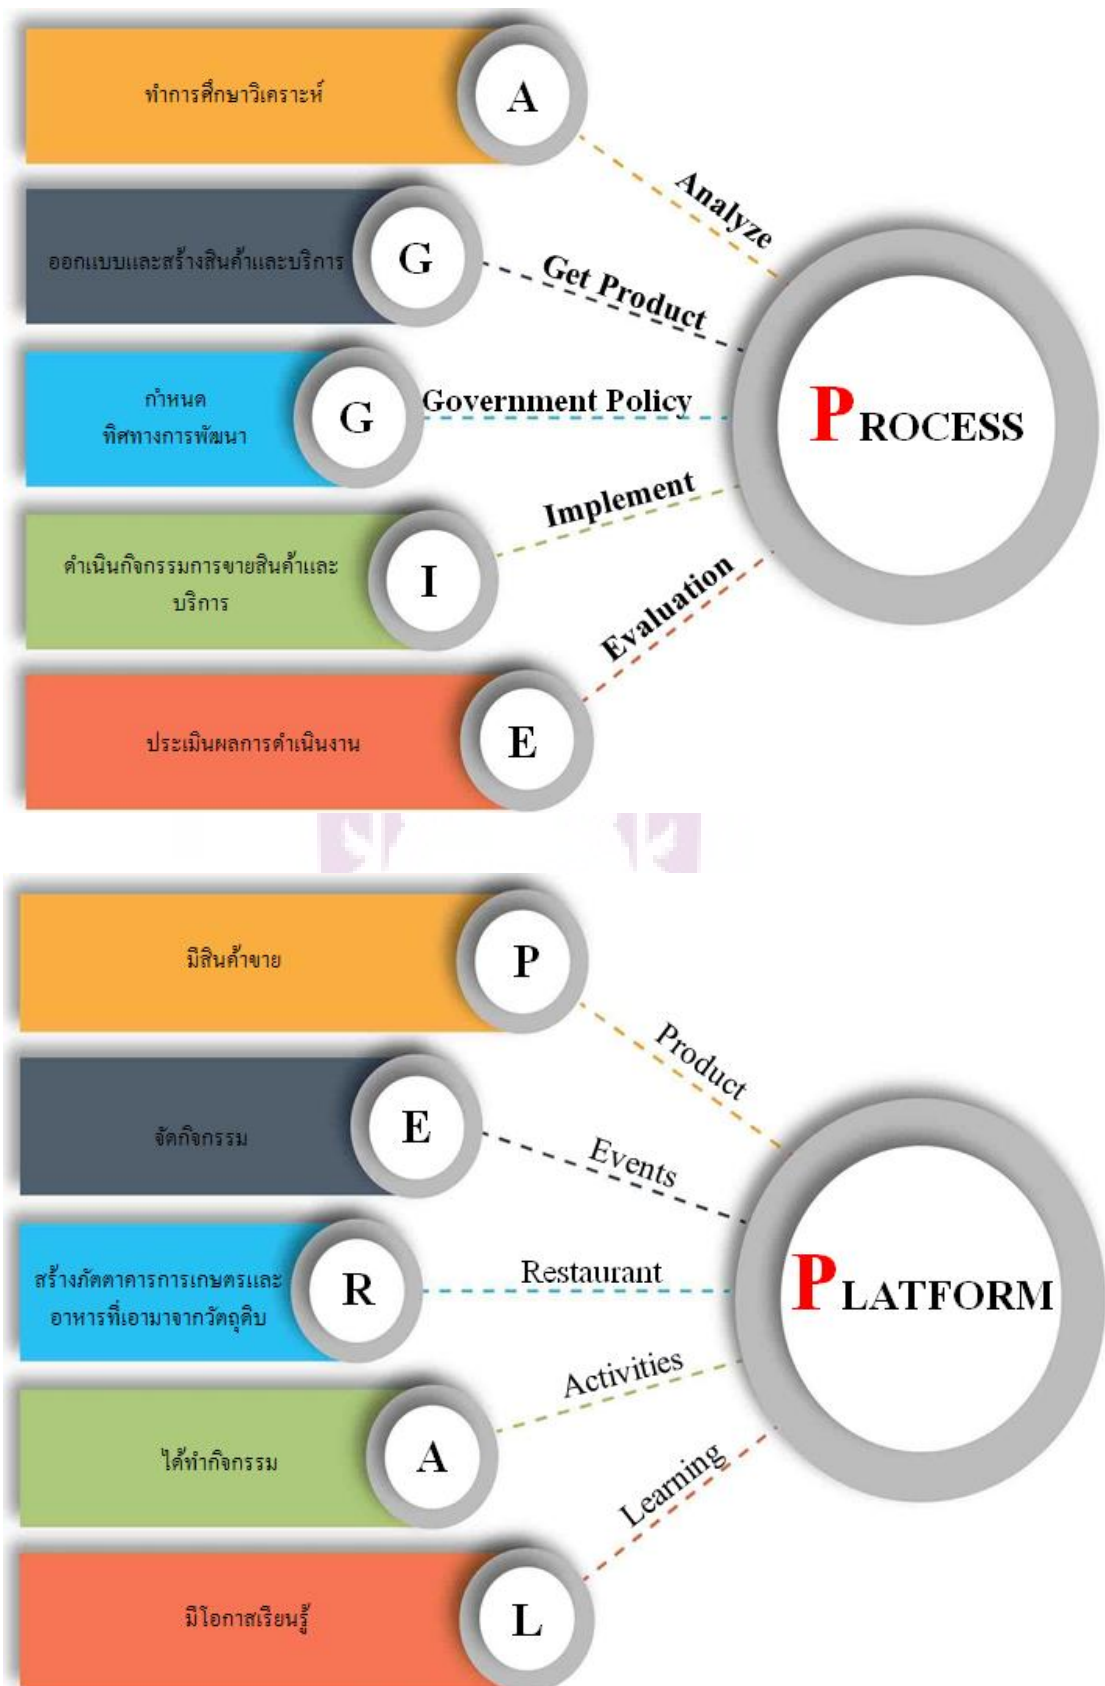 ทำการศึกษาวิเคราะห์
A
Analyze
ออกแบบและสร้างสินค้าและบริการ
G
Get Product
กำหนด
ทิศทางการพัฒนา
G
Government Policy
PROCESS
ดำเนินกิจกรรมการขายสินค้าและ
บริการ
I
Implement
ประเมินผลการดำเนินงาน
E
Evaluation
มีสินค้าขาย
P
Product
จัดกิจกรรม
E
Events
สร้างภัตตาคารการเกษตรและ
อาหารที่เอามาจากวัตถุดิบ
R
Restaurant
PLATFORM
ได้ทำกิจกรรม
A
Activities
มีโอกาสเรียนรู้
L
Learning